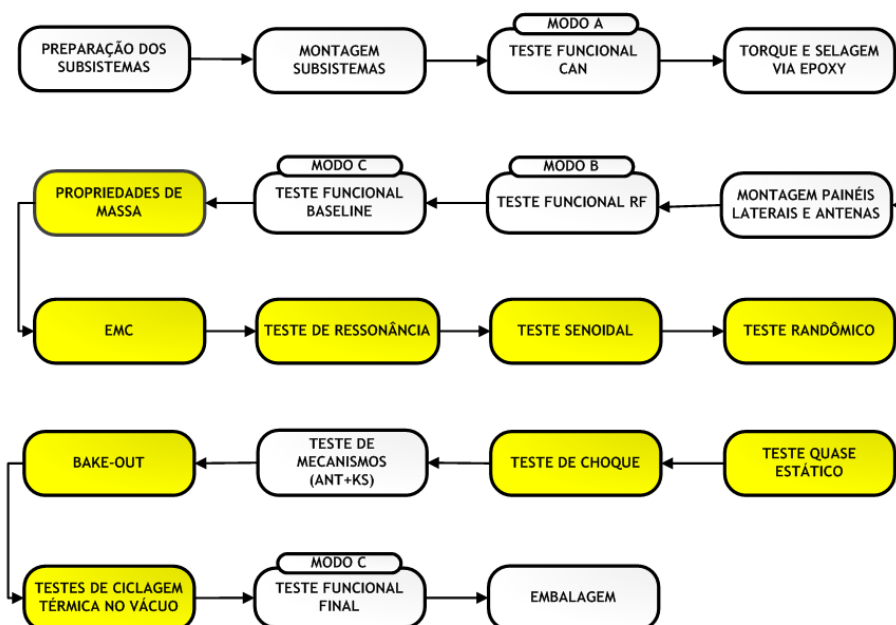 PREPARAÇÃO DOS
SUBSISTEMAS
MONTAGEM
SUBSISTEMAS
MODO A
TESTE FUNCIONAL
CAN
TORQUE E SELAGEM
VIA EPOXY
PROPRIEDADES DE
MASSA
MODO C
TESTE FUNCIONAL
BASELINE
MODO B
TESTE FUNCIONAL RF
MONTAGEM PAINÉIS
LATERAIS E ANTENAS
EMC
TESTE DE RESSONÂNCIA
TESTE SENOIDAL
TESTE RANDÔMICO
BAKE-OUT
TESTE DE
MECANISMOS
(ANT+KS)
TESTE DE CHOQUE
TESTE QUASE
ESTÁTICO
TESTES DE CICLAGEM
TÉRMICA NO VÁCUO
MODO C
TESTE FUNCIONAL
FINAL
EMBALAGEM